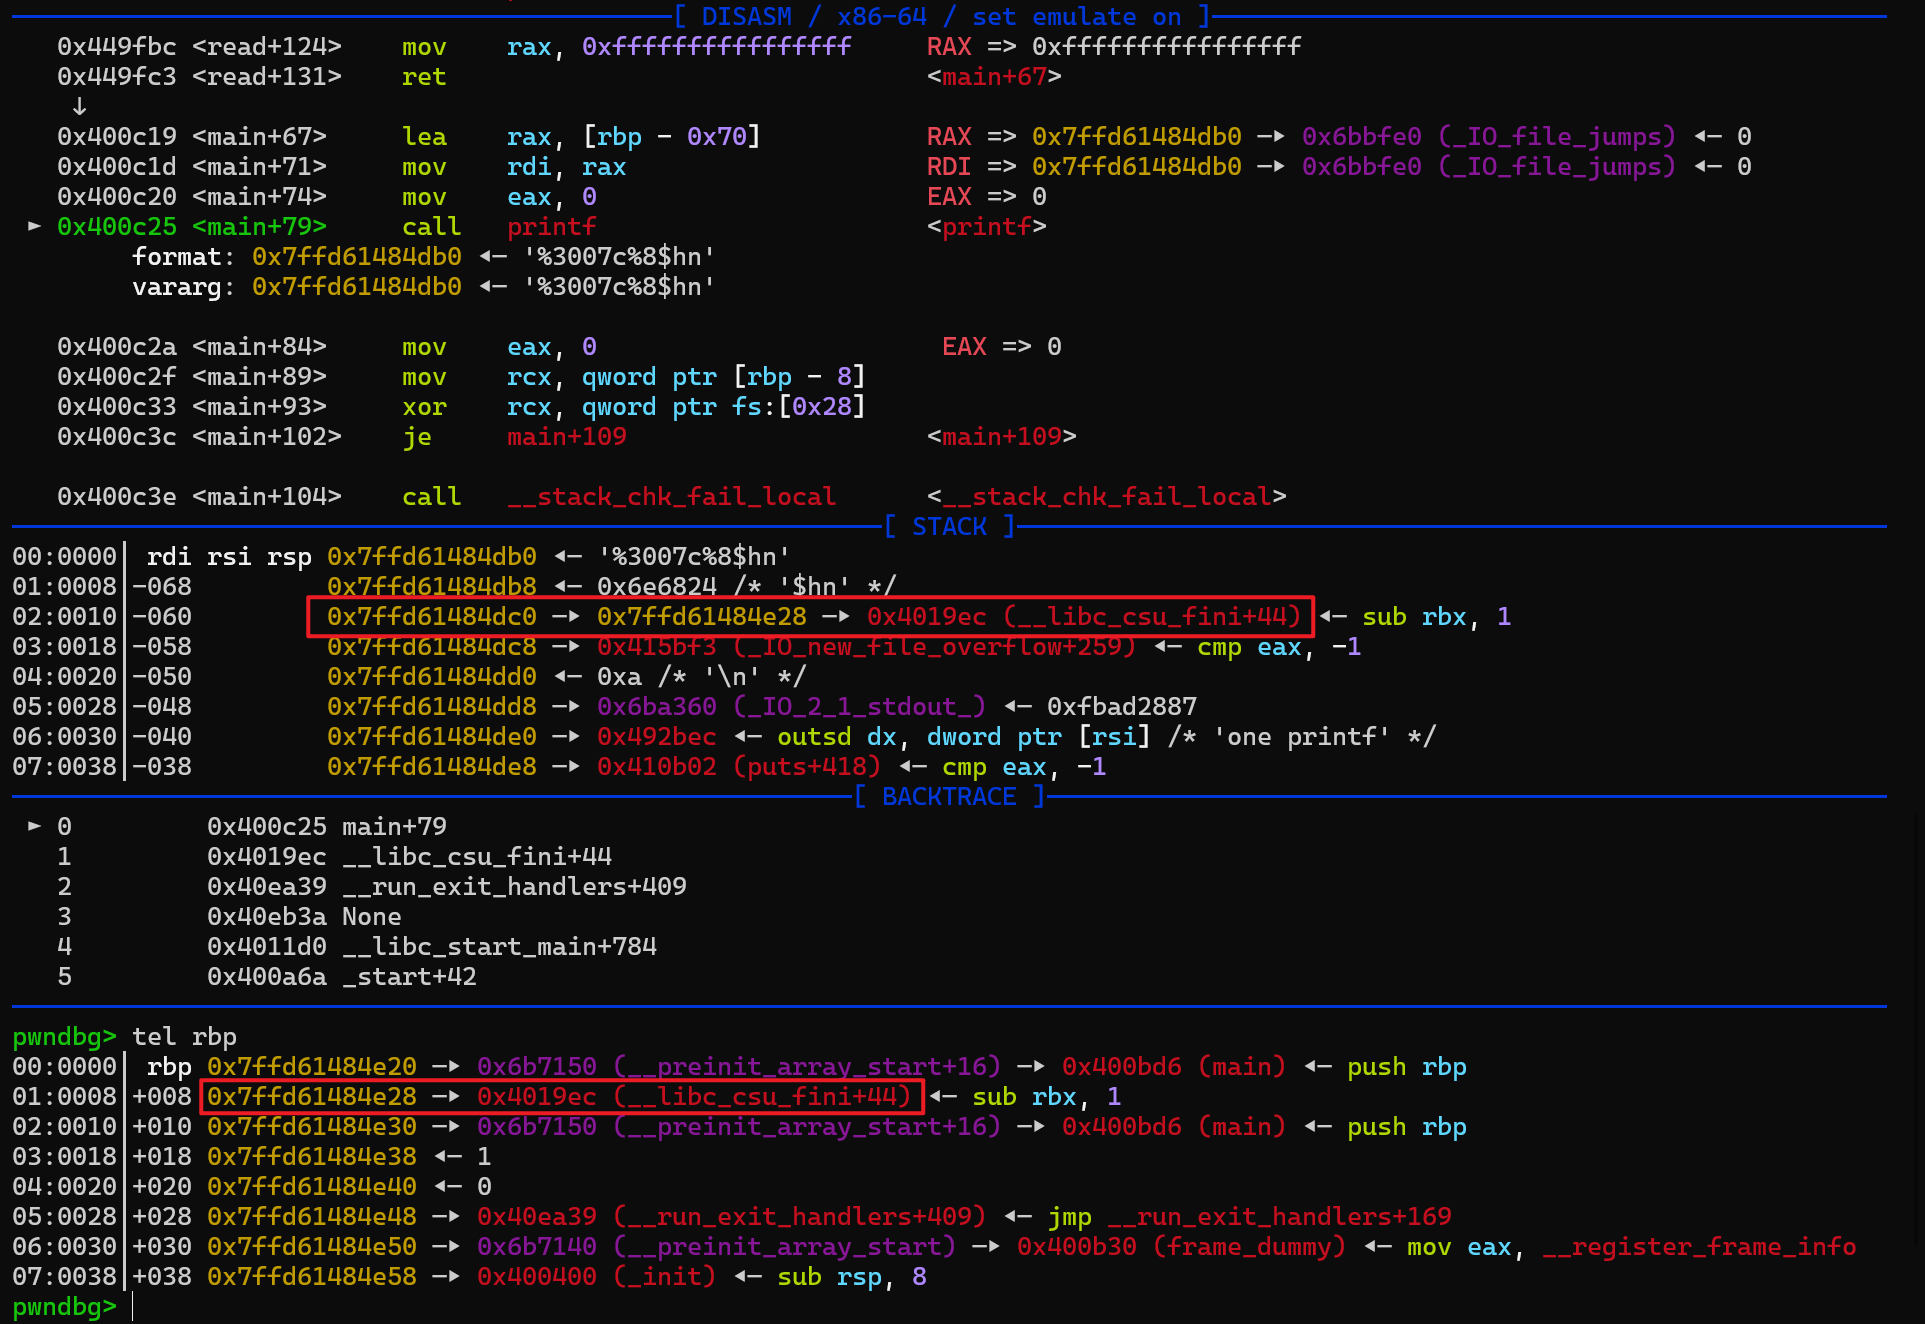 [ DISASM / x86-64 / set emulate on ]
0x449fbc <read+124> mov rax, 0xffffffffffffffff RAX => 0xffffffffffffffff
0x449fc3 <read+131> ret <main+67>
↓
0x400c19 <main+67> lea rax, [rbp - 0x70] RAX => 0x7ffd61484db0 —▸ 0x6bbfe0 (_IO_file_jumps) ◂— 0
0x400c1d <main+71> mov rdi, rax RDI => 0x7ffd61484db0 —▸ 0x6bbfe0 (_IO_file_jumps) ◂— 0
0x400c20 <main+74> mov eax, 0 EAX => 0
► 0x400c25 <main+79> call printf <printf>
format: 0x7ffd61484db0 ◂— '%3007c%8$hn'
vararg: 0x7ffd61484db0 ◂— '%3007c%8$hn'
0x400c2a <main+84> mov eax, 0 EAX => 0
0x400c2f <main+89> mov rcx, qword ptr [rbp - 8]
0x400c33 <main+93> xor rcx, qword ptr fs:[0x28]
0x400c3c <main+102> je main+109 <main+109>
0x400c3e <main+104> call __stack_chk_fail_local <__stack_chk_fail_local>
[ STACK ]
00:0000│ rdi rsi rsp 0x7ffd61484db0 ◂— '%3007c%8$hn'
01:0008│-068 0x7ffd61484db8 ◂— 0x6e6824 /* '$hn' */
02:0010│-060 0x7ffd61484dc0 —▸ 0x7ffd61484e28 —▸ 0x4019ec (__libc_csu_fini+44) ◂— sub rbx, 1
03:0018│-058 0x7ffd61484dc8 —▸ 0x415bf3 (_IO_new_file_overflow+259) ◂— cmp eax, -1
04:0020│-050 0x7ffd61484dd0 ◂— 0xa /* '\n' */
05:0028│-048 0x7ffd61484dd8 —▸ 0x6ba360 (_IO_2_1_stdout_) ◂— 0xfbad2887
06:0030│-040 0x7ffd61484de0 —▸ 0x492bec ◂— outsd dx, dword ptr [rsi] /* 'one printf' */
07:0038│-038 0x7ffd61484de8 —▸ 0x410b02 (puts+418) ◂— cmp eax, -1
[ BACKTRACE ]
► 0 0x400c25 main+79
1 0x4019ec __libc_csu_fini+44
2 0x40ea39 __run_exit_handlers+409
3 0x40eb3a None
4 0x4011d0 __libc_start_main+784
5 0x400a6a _start+42
pwndbg> tel rbp
00:0000│ rbp 0x7ffd61484e20 —▸ 0x6b7150 (__preinit_array_start+16) —▸ 0x400bd6 (main) ◂— push rbp
01:0008│+008 0x7ffd61484e28 —▸ 0x4019ec (__libc_csu_fini+44) ◂— sub rbx, 1
02:0010│+010 0x7ffd61484e30 —▸ 0x6b7150 (__preinit_array_start+16) —▸ 0x400bd6 (main) ◂— push rbp
03:0018│+018 0x7ffd61484e38 ◂— 1
04:0020│+020 0x7ffd61484e40 ◂— 0
05:0028│+028 0x7ffd61484e48 —▸ 0x40ea39 (__run_exit_handlers+409) ◂— jmp __run_exit_handlers+169
06:0030│+030 0x7ffd61484e50 —▸ 0x6b7140 (__preinit_array_start) —▸ 0x400b30 (frame_dummy) ◂— mov eax, __register_frame_info
07:0038│+038 0x7ffd61484e58 —▸ 0x400400 (_init) ◂— sub rsp, 8
pwndbg>